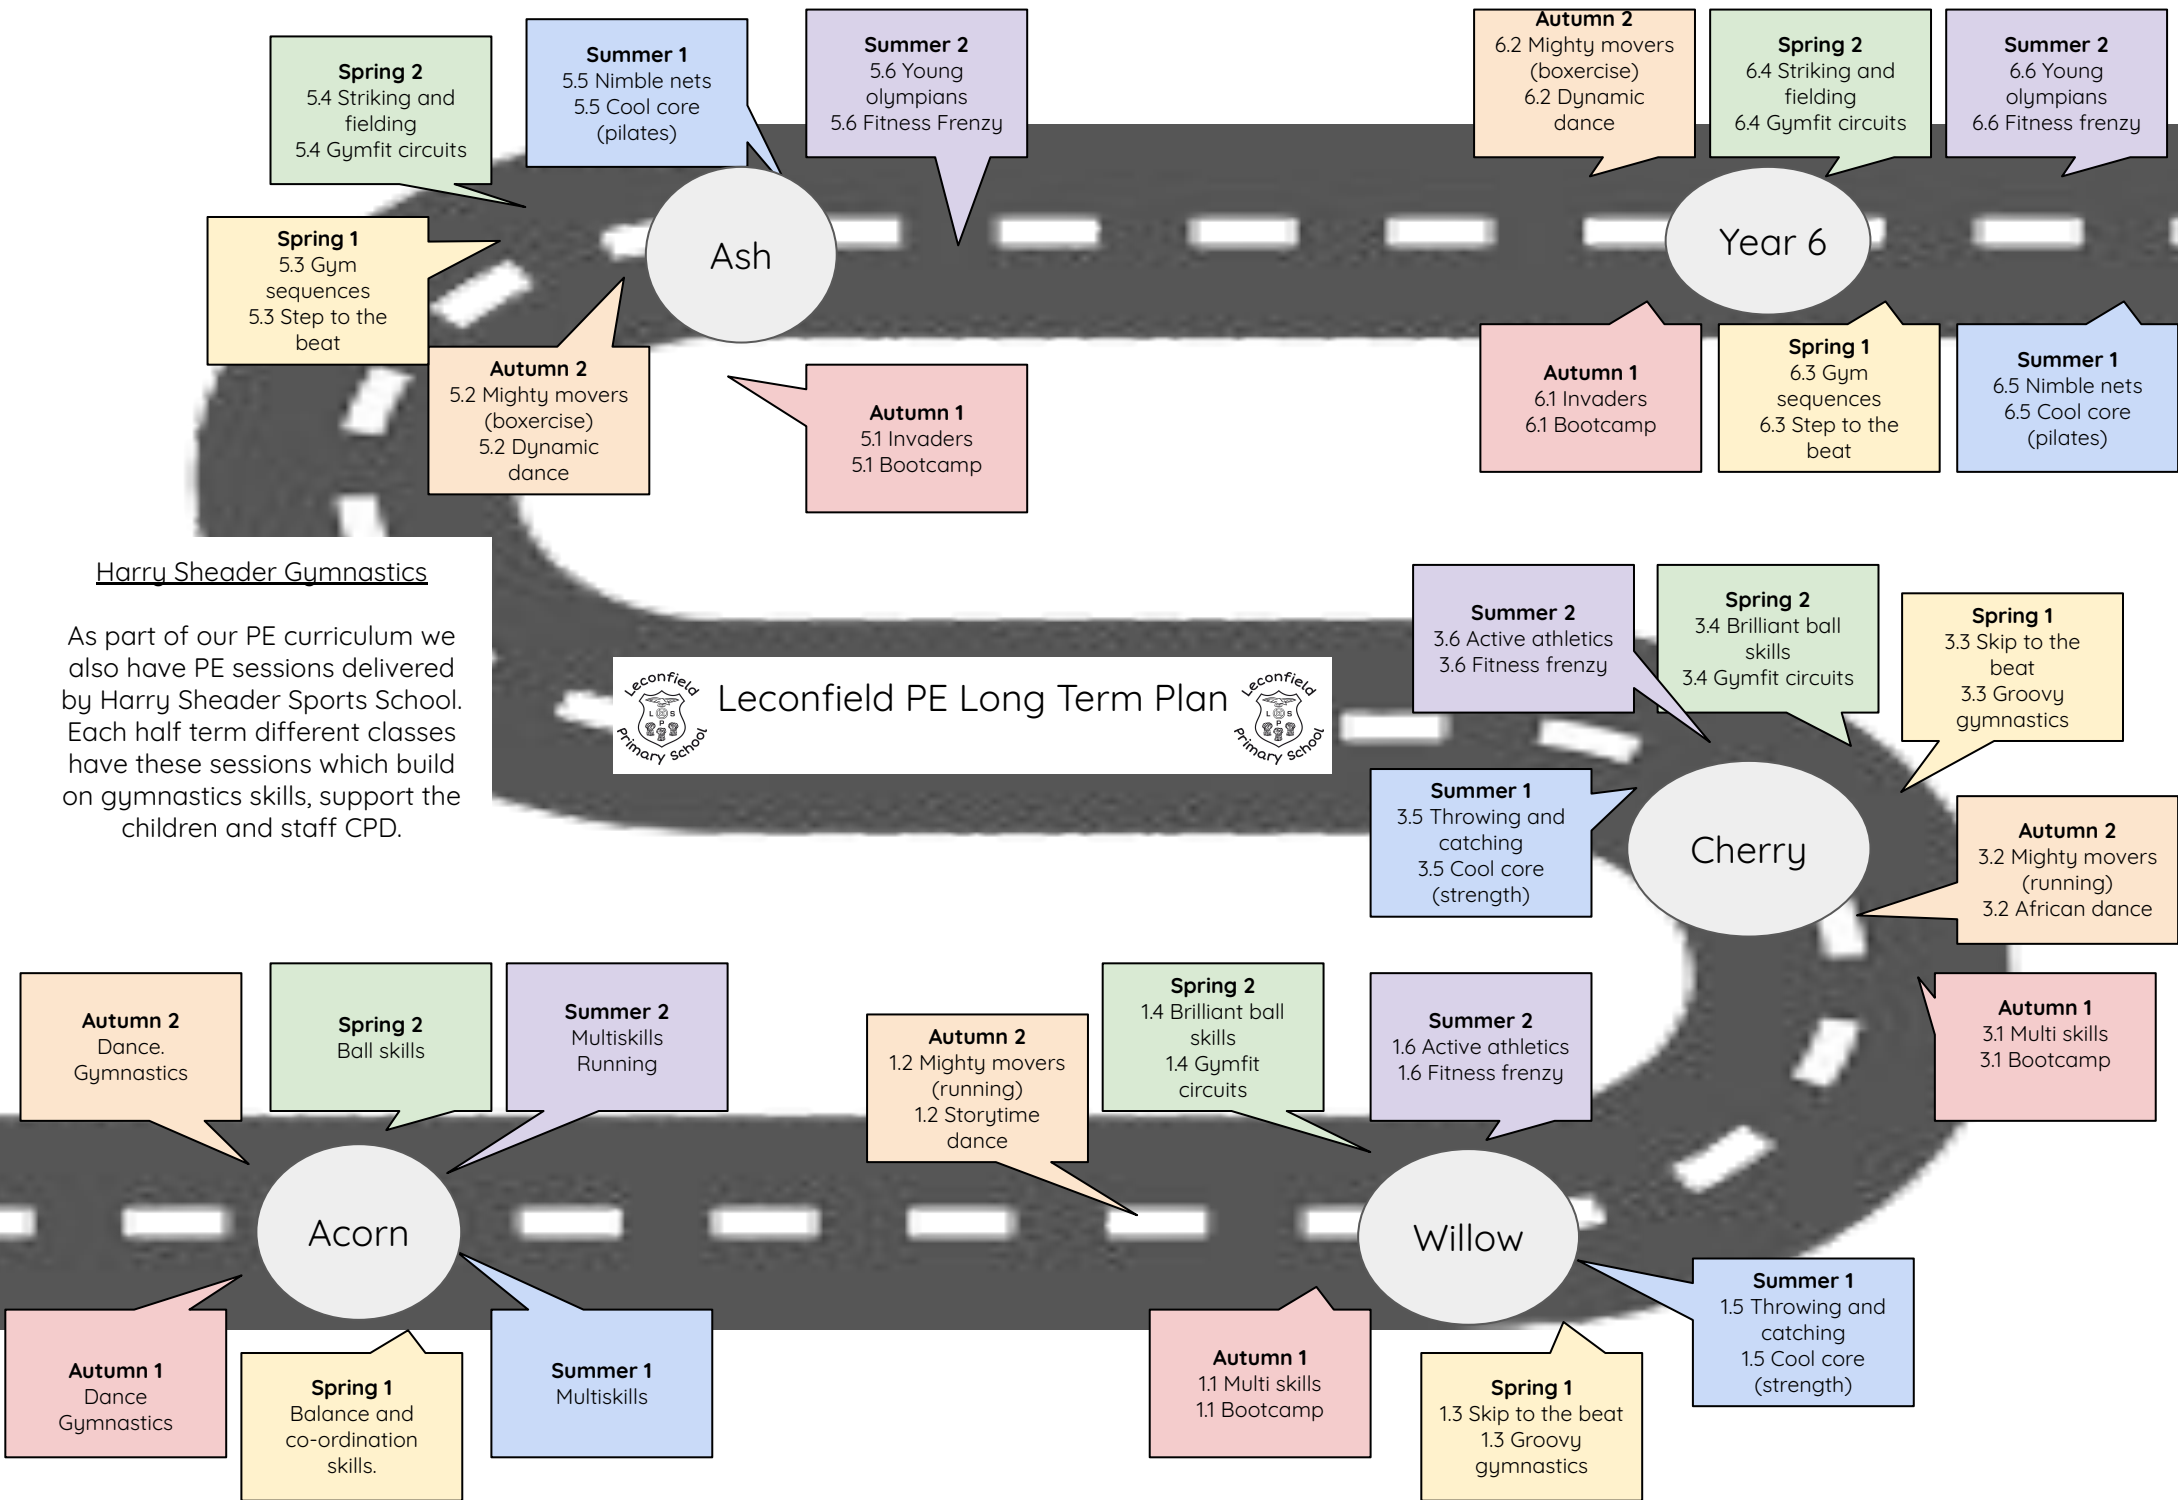 Spring 2
5.4 Striking and
fielding
5.4 Gymfit circuits
Summer 1
5.5 Nimble nets
5.5 Cool core
(pilates)
Summer 2
5.6 Young
olympians
5.6 Fitness Frenzy
Autumn 2
6.2 Mighty movers
(boxercise)
6.2 Dynamic
dance
Spring 2
6.4 Striking and
fielding
6.4 Gymfit circuits
Summer 2
6.6 Young
olympians
6.6 Fitness frenzy
Spring 1
5.3 Gym
sequences
5.3 Step to the
beat
Ash
Year 6
Autumn 2
5.2 Mighty movers
(boxercise)
5.2 Dynamic
dance
Autumn 1
5.1 Invaders
5.1 Bootcamp
Autumn 1
6.1 Invaders
6.1 Bootcamp
Spring 1
6.3 Gym
sequences
6.3 Step to the
beat
Summer 1
6.5 Nimble nets
6.5 Cool core
(pilates)
Harry Sheader Gymnastics
As part of our PE curriculum we
also have PE sessions delivered
by Harry Sheader Sports School.
Each half term different classes
have these sessions which build
on gymnastics skills, support the
children and staff CPD.
Leconfield
L S
P
Primary School
Leconfield PE Long Term Plan
Leconfield
L S
P
Primary School
Summer 2
3.6 Active athletics
3.6 Fitness frenzy
Spring 2
3.4 Brilliant ball
skills
3.4 Gymfit circuits
Spring 1
3.3 Skip to the
beat
3.3 Groovy
gymnastics
Summer 1
3.5 Throwing and
catching
3.5 Cool core
(strength)
Cherry
Autumn 2
3.2 Mighty movers
(running)
3.2 African dance
Autumn 1
3.1 Multi skills
3.1 Bootcamp
Autumn 2
Dance.
Gymnastics
Spring 2
Ball skills
Summer 2
Multiskills
Running
Autumn 2
1.2 Mighty movers
(running)
1.2 Storytime
dance
Spring 2
1.4 Brilliant ball
skills
1.4 Gymfit
circuits
Summer 2
1.6 Active athletics
1.6 Fitness frenzy
Acorn
Willow
Autumn 1
Dance
Gymnastics
Spring 1
Balance and
co-ordination
skills.
Summer 1
Multiskills
Autumn 1
1.1 Multi skills
1.1 Bootcamp
Spring 1
1.3 Skip to the beat
1.3 Groovy
gymnastics
Summer 1
1.5 Throwing and
catching
1.5 Cool core
(strength)